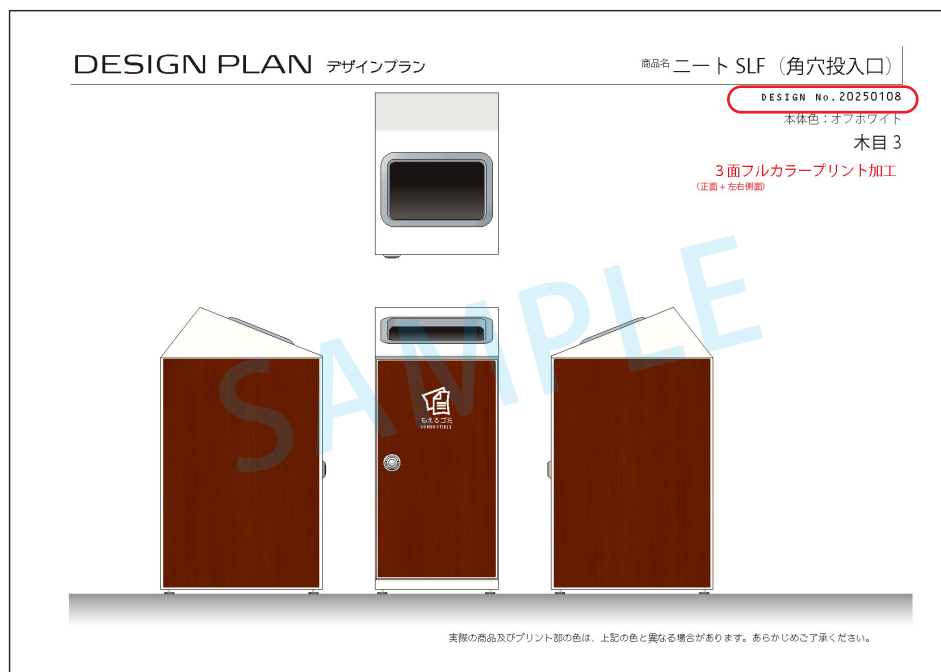 DESIGN PLAN デザインプラン
商品名 ニート SLF（角穴投入口）
DESIGN No.20250108
本体色：オフホワイト
木目 3
３面フルカラープリント加工
（正面 + 左右側面）
SAMPLE
もえるゴミ
COMBUSTIBLE
実際の商品及びプリント部の色は、上記の色と異なる場合があります。あらかじめご了承ください。